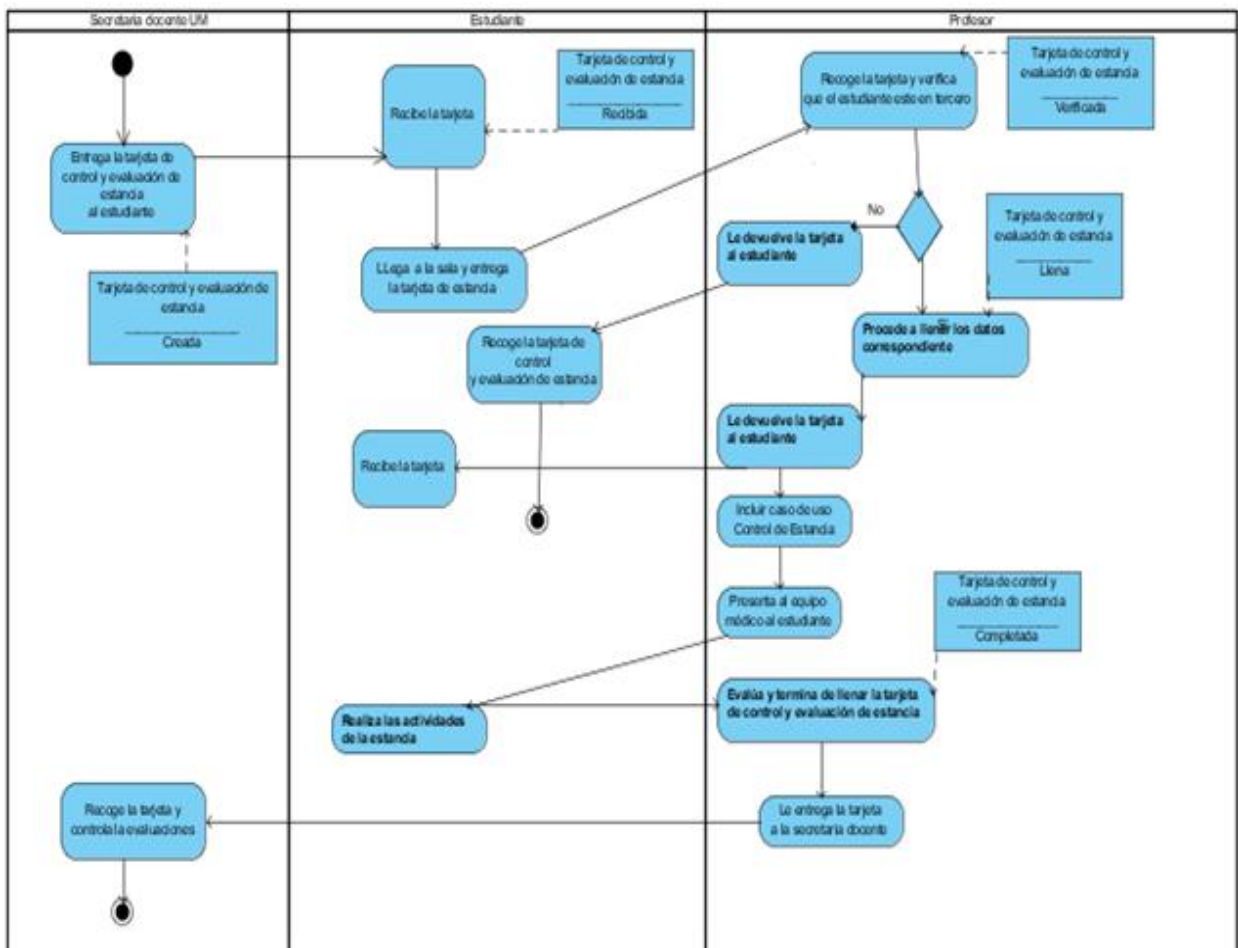 Secretaria docente UM
Estudiante
Profesor
Tarjeta de control y
evaluación de estancia
Recibida
Recibe la tarjeta
Recoge la tarjeta y verifica
que el estudiante este en tercero
Tarjeta de control y
evaluación de estancia
Verificada
Entrega la tarjeta de
control y evaluación de
estancia
al estudiante
No
Tarjeta de control y
evaluación de estancia
Llena
Le devuelve la tarjeta
al estudiante
LLega a la sala y entrega
la tarjeta de estancia
Tarjeta de control y evaluación de
estancia
Creada
Procede a llenar los datos
correspondiente
Recoge la tarjeta de
control
y evaluación de estancia
Le devuelve la tarjeta
al estudiante
Recibe la tarjeta
Incluir caso de uso
Control de Estancia
Tarjeta de control y
evaluación de estancia
Completada
Presenta al equipo
médico al estudiante
Evalúa y termina de llenar la tarjeta
de control y evaluación de estancia
Realiza las actividades
de la estancia
Recoge la tarjeta y
controla la evaluaciones
Le entrega la tarjeta
a la secretaria docente